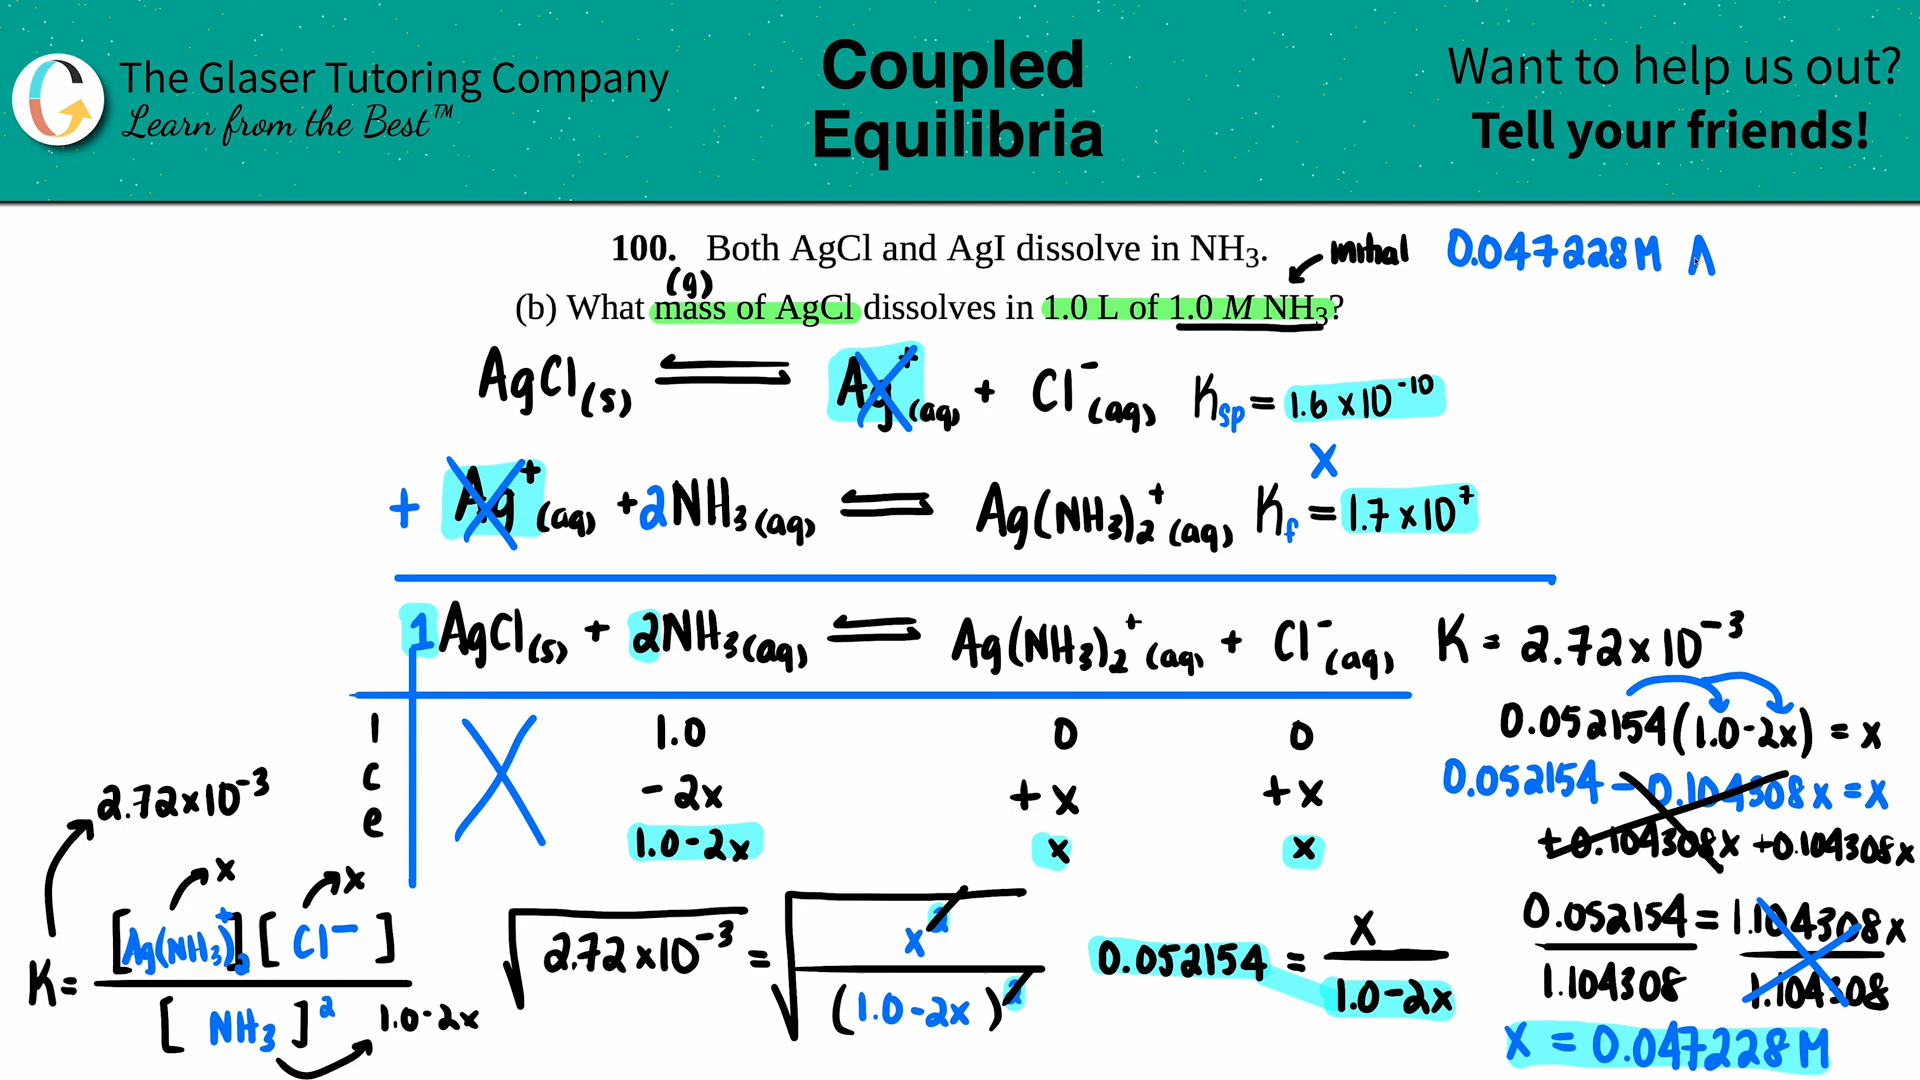 The Glaser Tutoring Company
Learn from the Best™
Coupled
Equilibria
Want to help us out?
Tell your friends!
100. Both AgCl and AgI dissolve in NH₃.
initial
0.047228M A
(g)
(b) What mass of AgCl dissolves in 1.0 L of 1.0 M NH₃?
AgCl(s) ⇌ Ag⁺(aq) + Cl⁻(aq) Ksp = 1.6 x 10⁻¹⁰
x
+ Ag⁺(aq) + 2NH₃(aq) ⇌ Ag(NH₃)₂⁺(aq) Kf = 1.7 x 10⁷
1AgCl(s) + 2NH₃(aq) ⇌ Ag(NH₃)₂⁺(aq) + Cl⁻(aq) K = 2.72 x 10⁻³
I 1.0 0 0
C -2x +x +x
e 1.0-2x x x
2.72x10⁻³
x x
K = [Ag(NH₃)₂⁺][Cl⁻]
[NH₃]² 1.0-2x
√2.72x10⁻³ = √x²
(1.0-2x)²
0.052154 = x
1.0-2x
0.052154(1.0-2x) = x
0.052154 - 0.104308x = x
+0.104308x +0.104308x
0.052154 = 1.104308x
1.104308 1.104308
x = 0.047228M